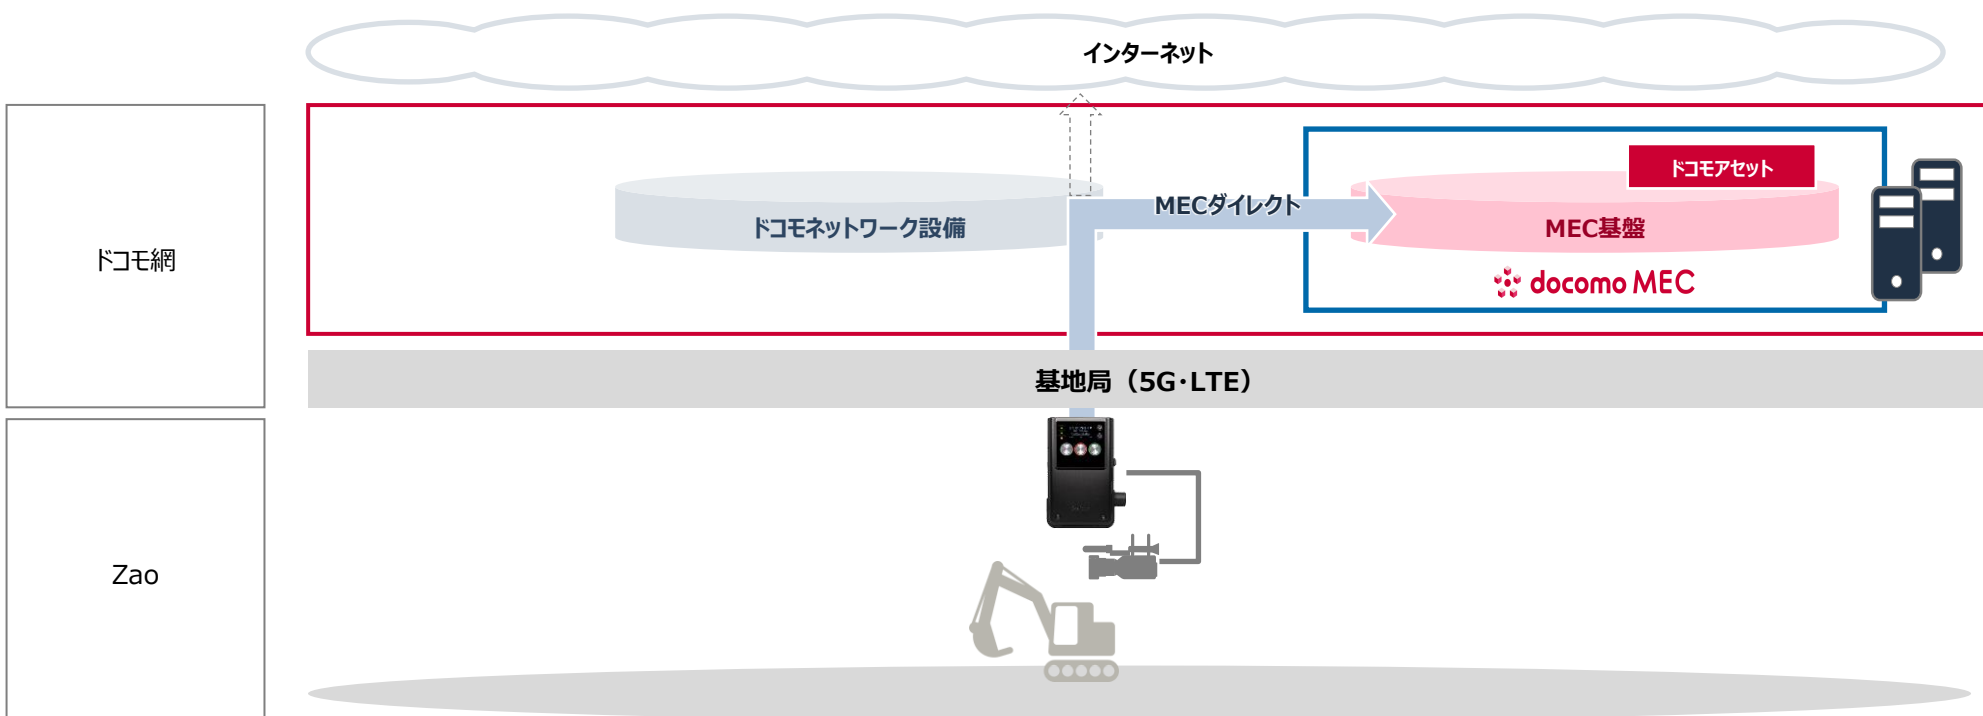 インターネット
ドコモアセット
MECダイレクト
ドコモネットワーク設備
MEC基盤
ドコモ網
docomo MEC
基地局（5G･LTE）
Zao